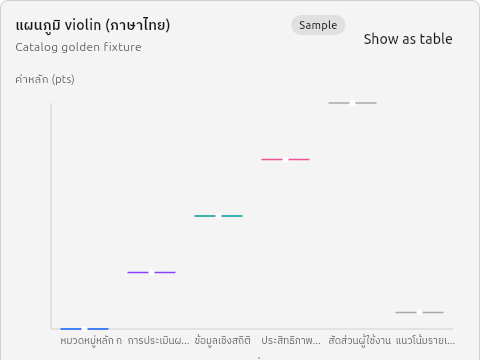 แผนภูมิ violin (ภาษาไทย)
Sample
Show as table
Catalog golden fixture
ค่าหลัก (pts)
หมวดหมู่หลัก ก การประเมินผ... ข้อมูลเชิงสถิติ ประสิทธิภาพ... สัดส่วนผู้ใช้งาน แนวโน้มรายเ...